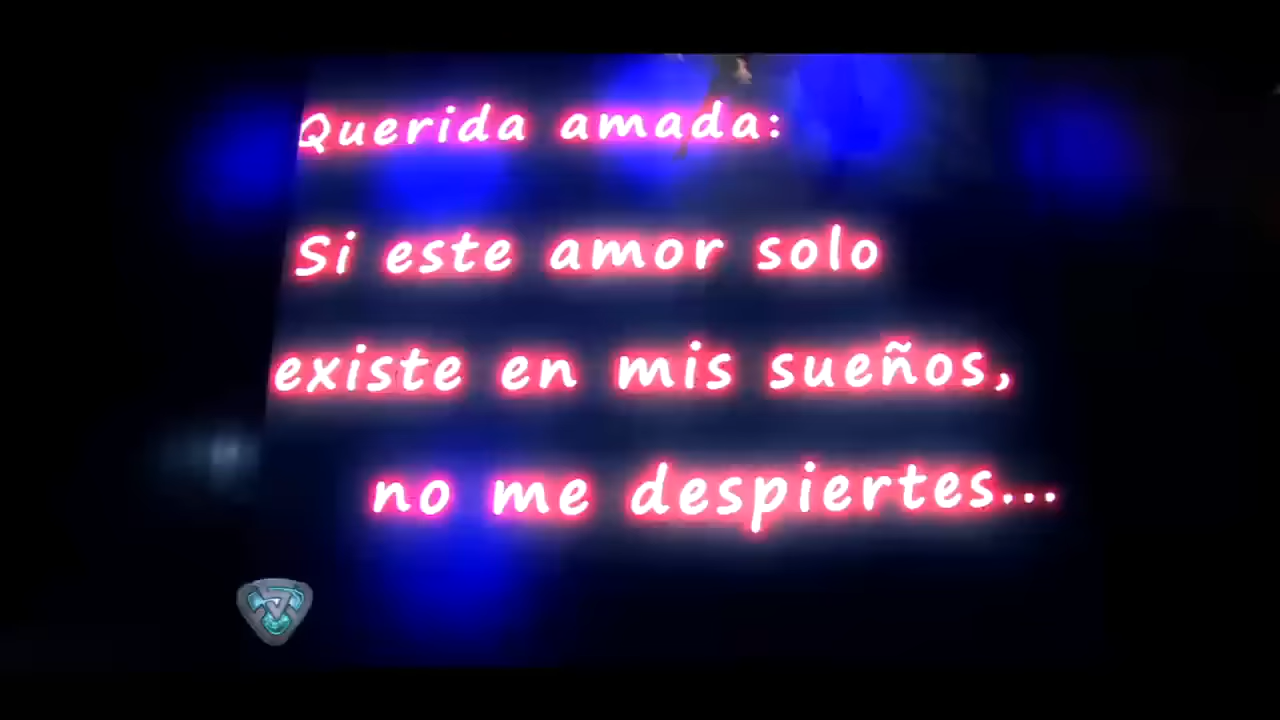 Querida amada:
Si este amor solo
existe en mis sueños,
no me despiertes...